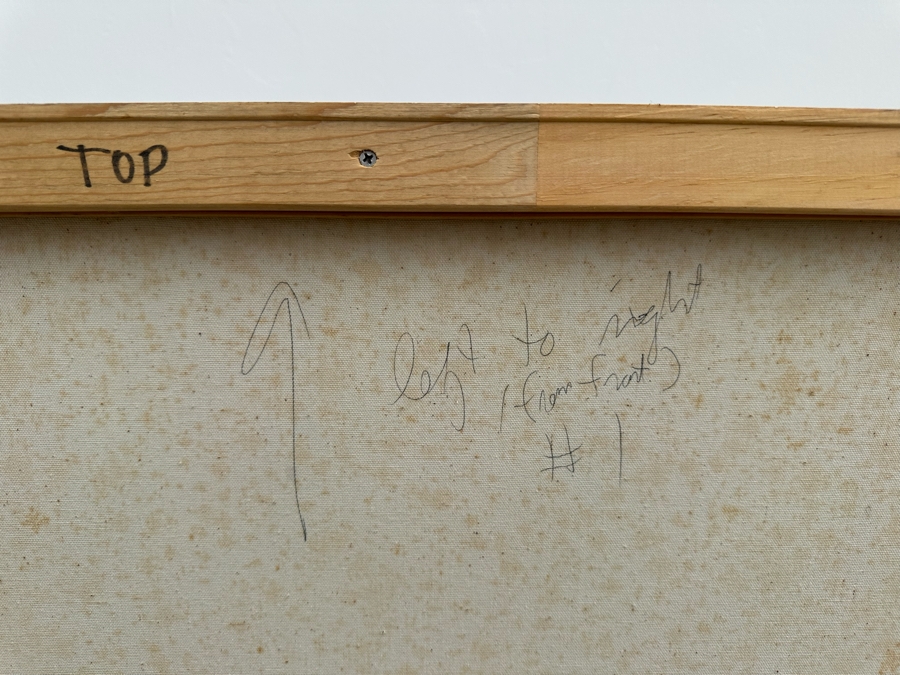 TOP
left to right
(from front)
# 1